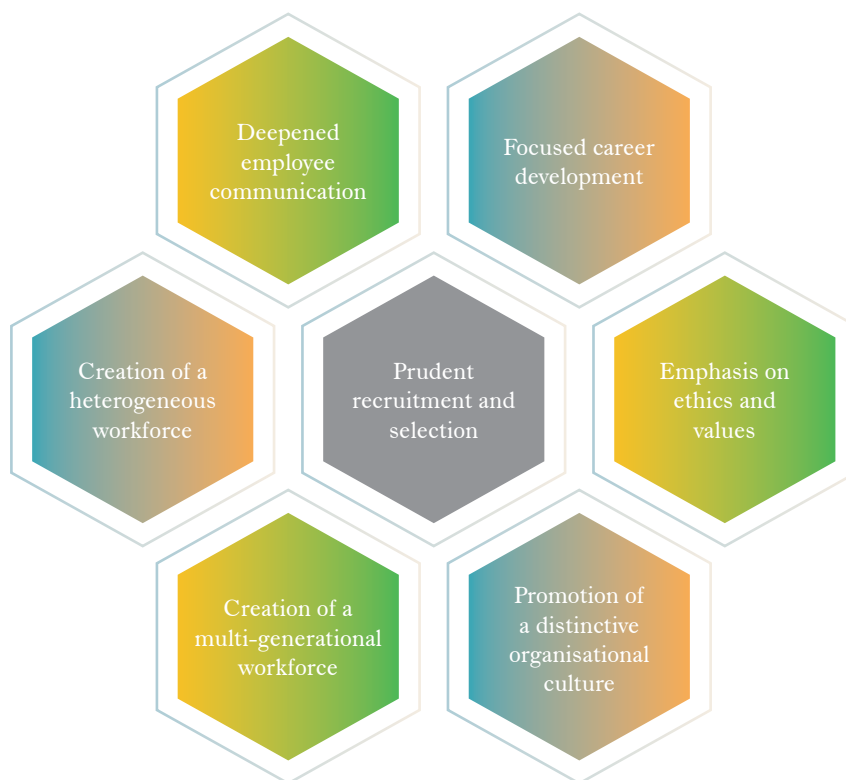 Deepened
employee
communication
Focused career
development
Creation of a
heterogeneous
workforce
Prudent
recruitment and
selection
Emphasis on
ethics and
values
Creation of a
multi-generational
workforce
Promotion of
a distinctive
organisational
culture